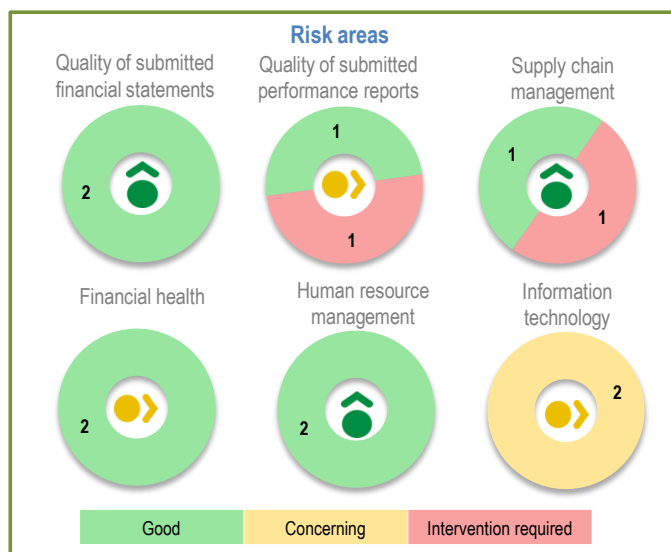 Risk areas
Quality of submitted
financial statements
Quality of submitted
performance reports
Supply chain
management
2
1
1
1
1
Financial health
Human resource
management
Information
technology
2
2
2
Good
Concerning
Intervention required